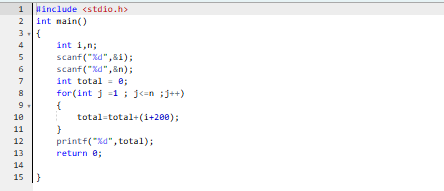 1 #include <stdio.h>
2 int main()
3 {
4 int i,n;
5 scanf("%d",&i);
6 scanf("%d",&n);
7 int total = 0;
8 for(int j =1 ; j<=n ;j++)
9 {
10 total=total+(i+200);
11 }
12 printf("%d",total);
13 return 0;
14
15 }